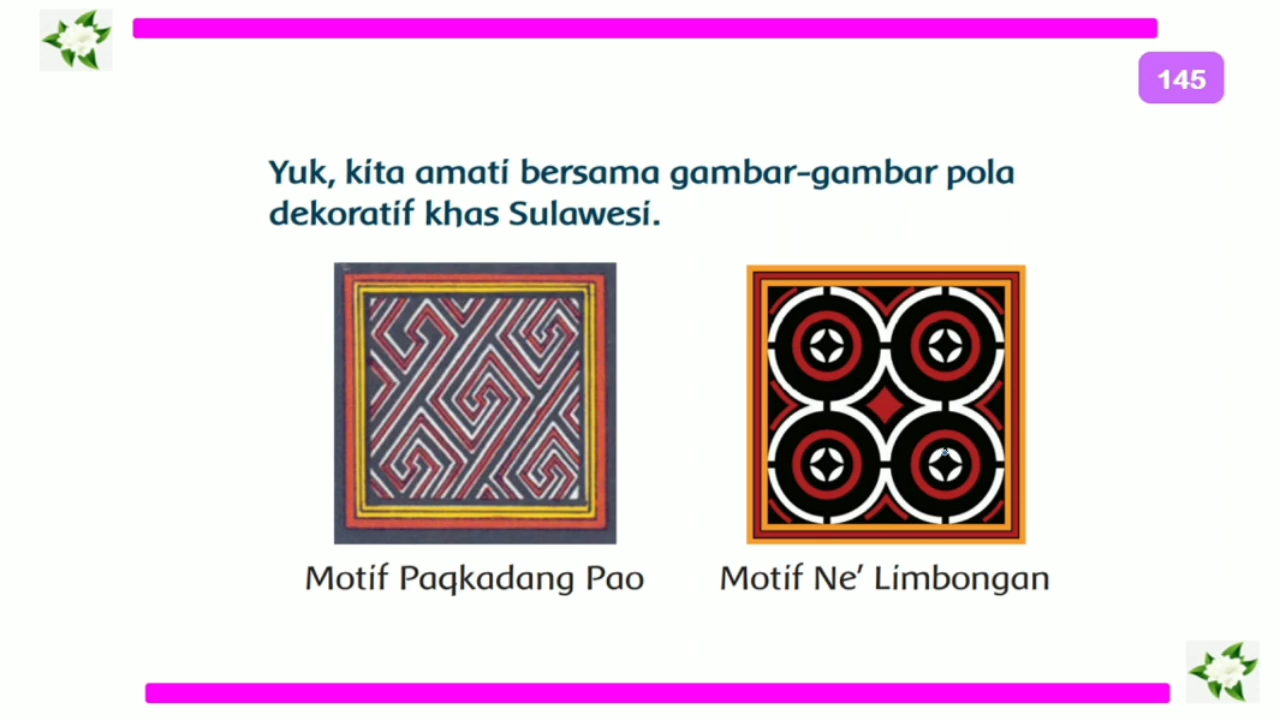 145
Yuk, kita amati bersama gambar-gambar pola
dekoratif khas Sulawesi.
Motif Paqkadang Pao
Motif Ne’ Limbongan